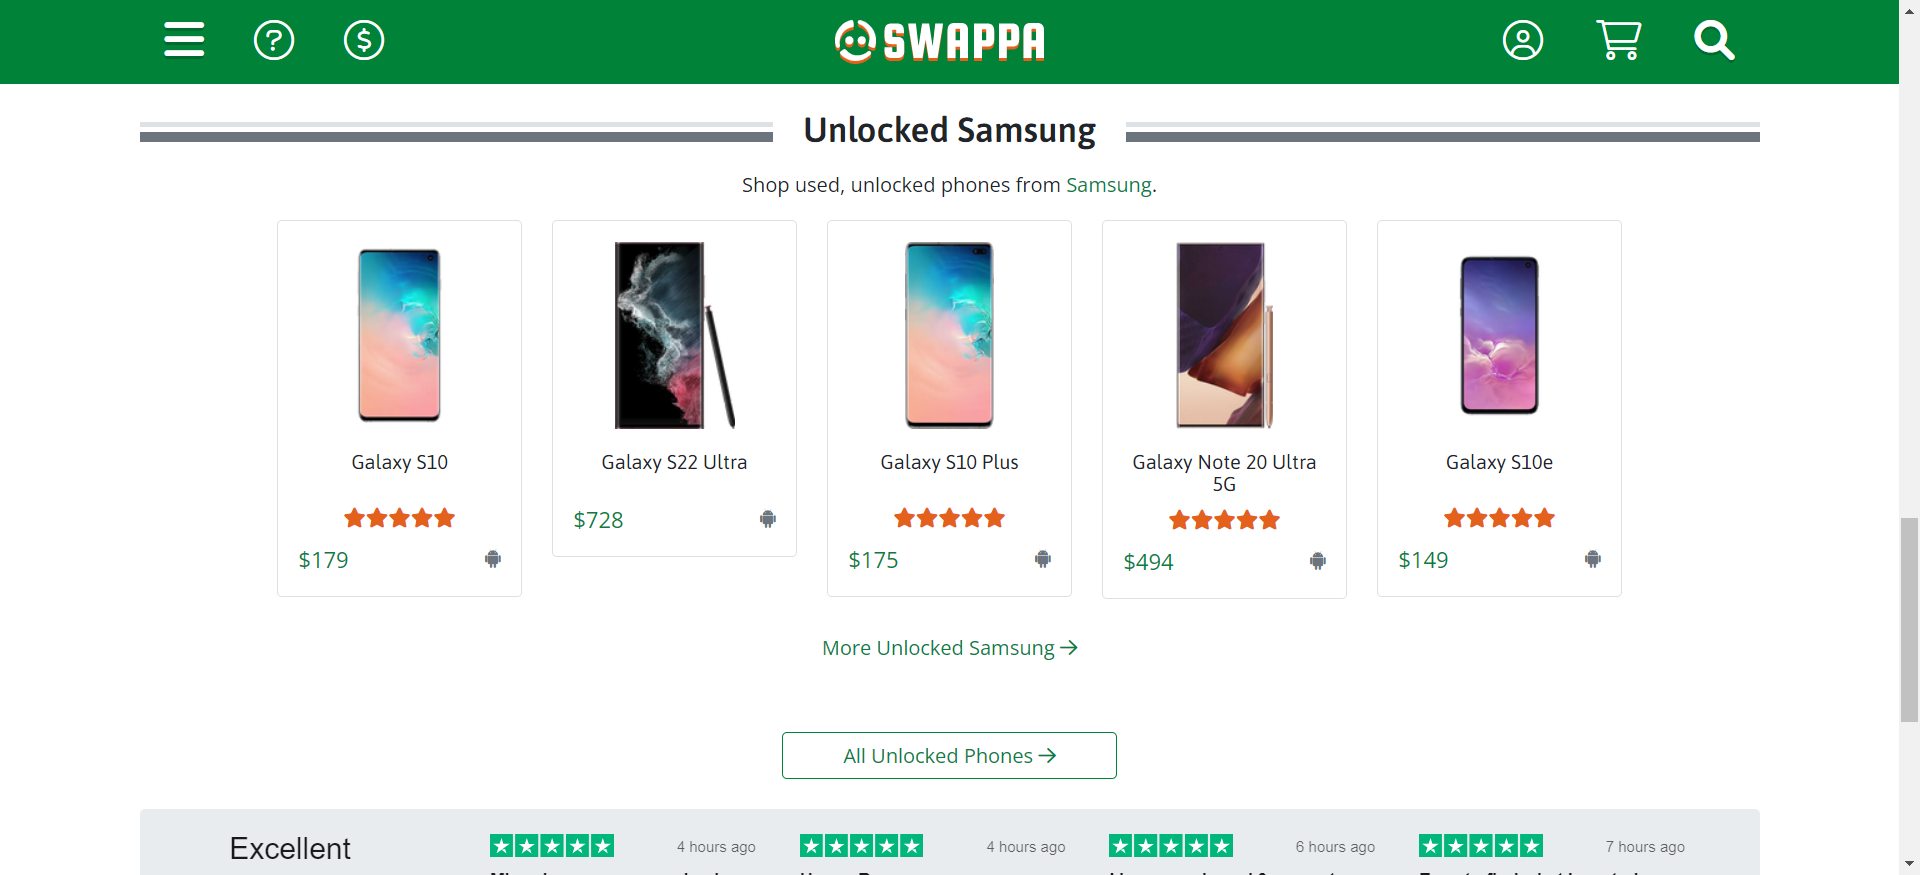 SWAPPA
Unlocked Samsung
Shop used, unlocked phones from Samsung.
Galaxy S10
$179
Galaxy S22 Ultra
$728
Galaxy S10 Plus
$175
Galaxy Note 20 Ultra
5G
$494
Galaxy S10e
$149
More Unlocked Samsung
All Unlocked Phones
Excellent
4 hours ago
4 hours ago
6 hours ago
7 hours ago